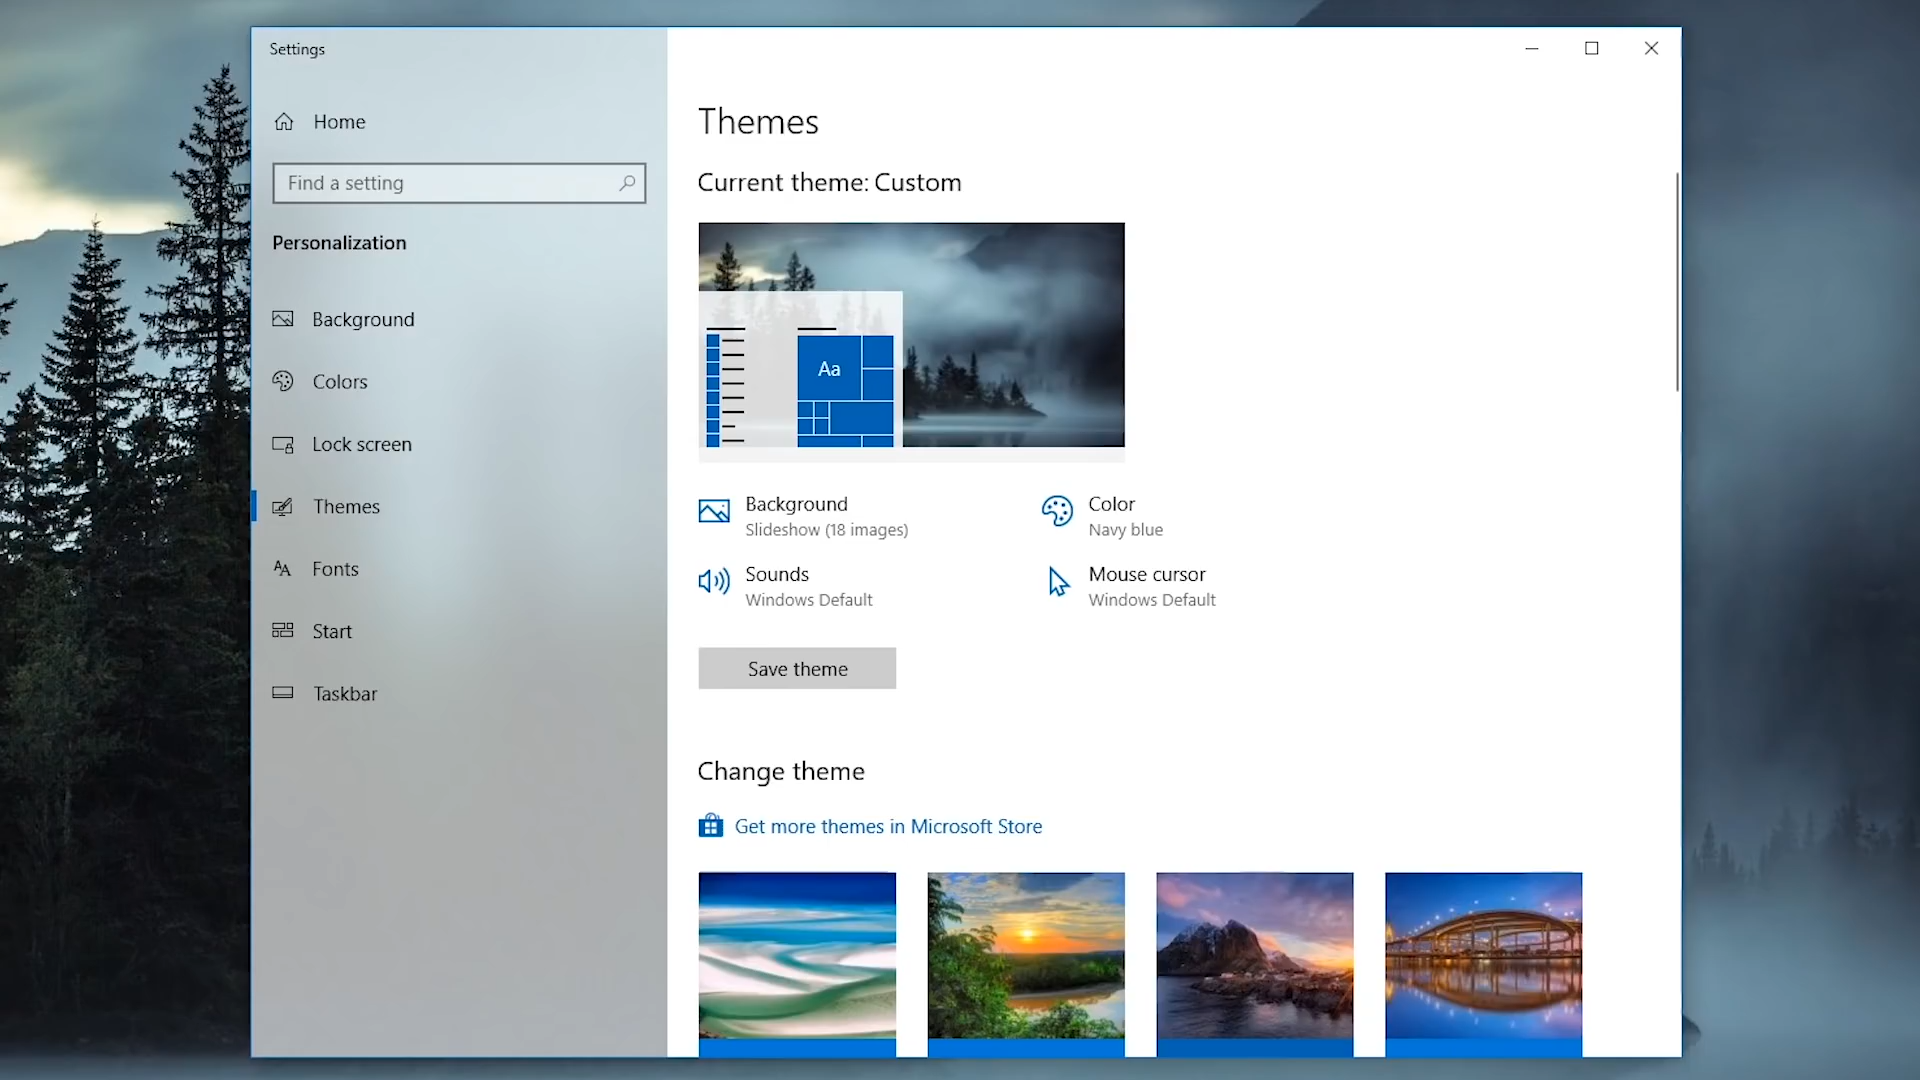 Settings
Home
Find a setting
Personalization
Background
Colors
Lock screen
Themes
Fonts
Start
Taskbar
Themes
Current theme: Custom
Aa
Background
Slideshow (18 images)
Color
Navy blue
Sounds
Windows Default
Mouse cursor
Windows Default
Save theme
Change theme
Get more themes in Microsoft Store